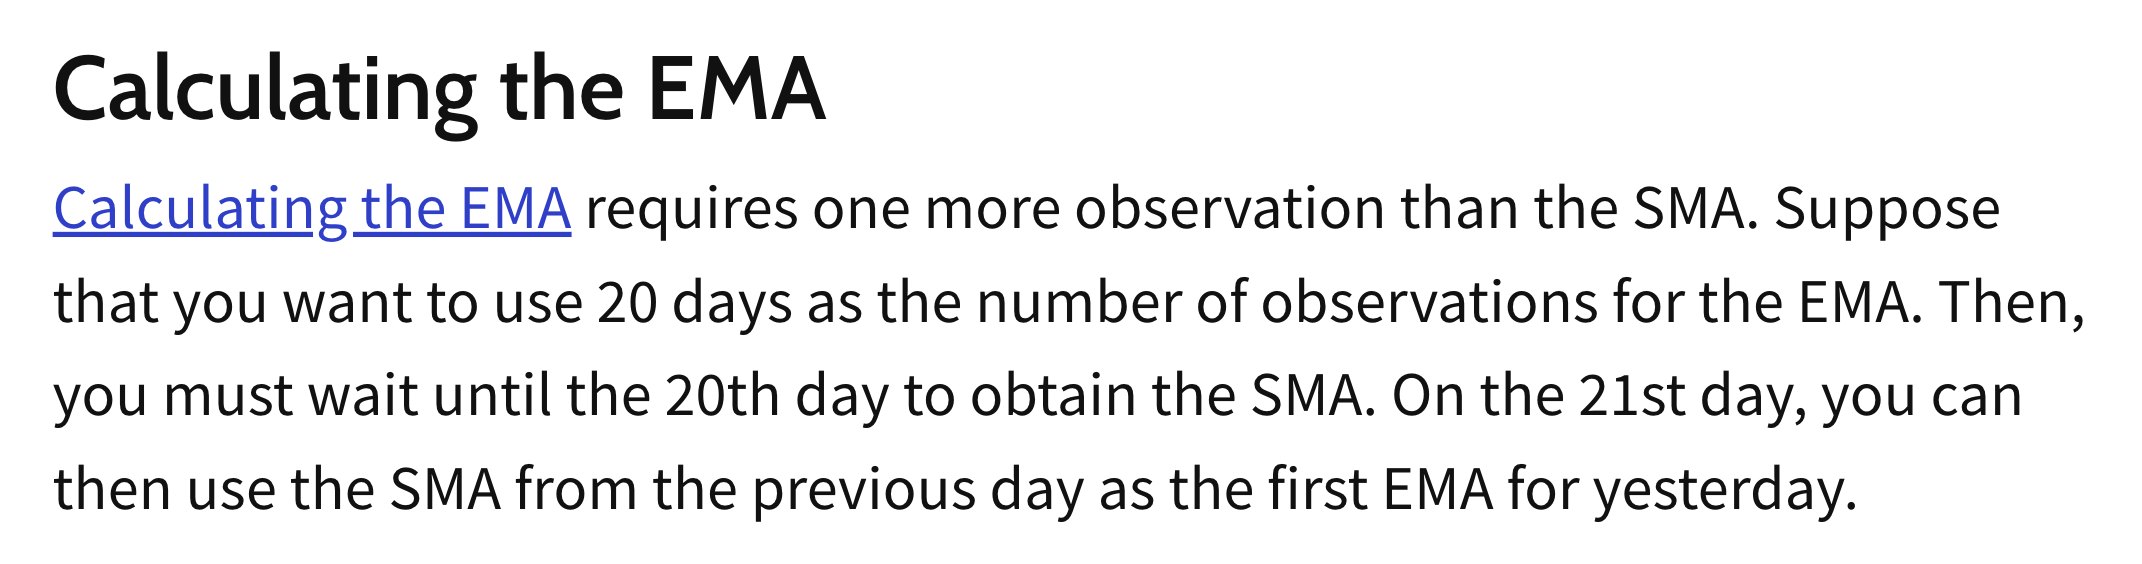 Calculating the EMA
Calculating the EMA requires one more observation than the SMA. Suppose
that you want to use 20 days as the number of observations for the EMA. Then,
you must wait until the 20th day to obtain the SMA. On the 21st day, you can
then use the SMA from the previous day as the first EMA for yesterday.